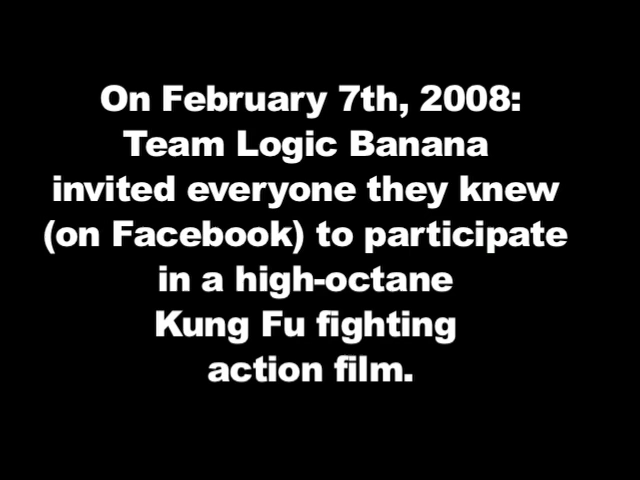 On February 7th, 2008:
Team Logic Banana
invited everyone they knew
(on Facebook) to participate
in a high-octane
Kung Fu fighting
action film.